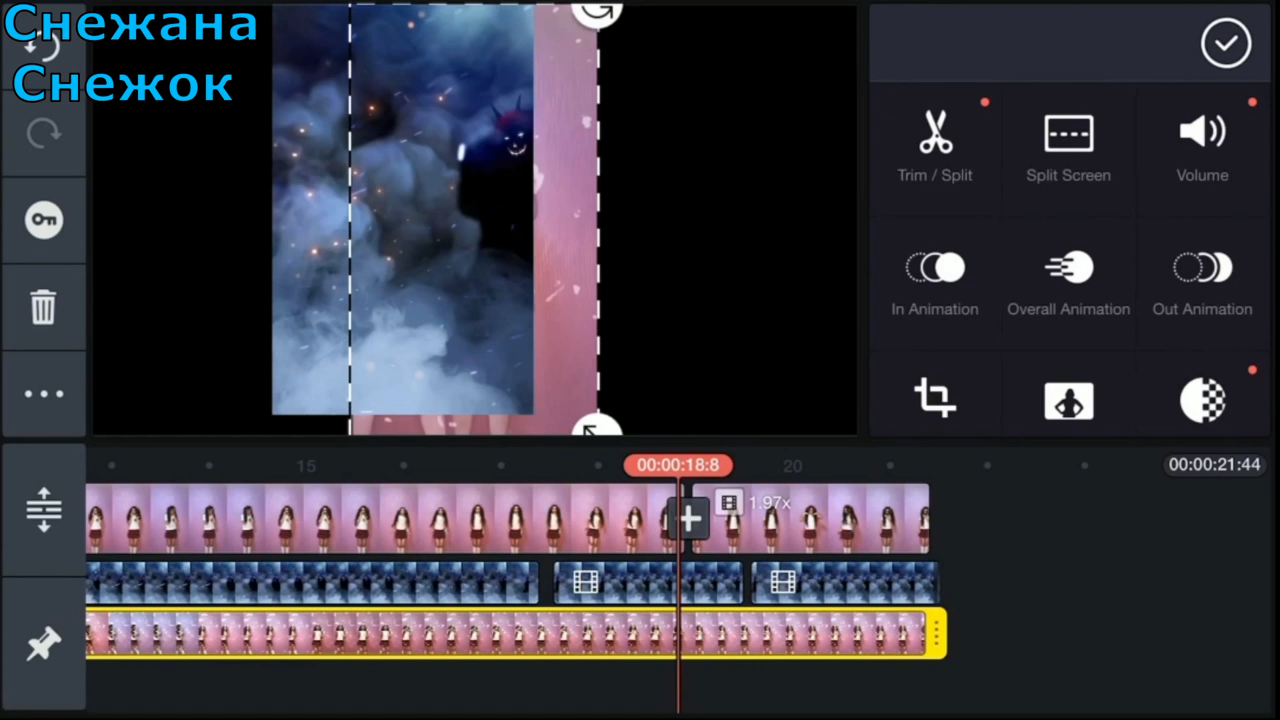 Снежана
Снежок
Trim / Split
Split Screen
Volume
In Animation
Overall Animation
Out Animation
15
00:00:18:8
20
00:00:21:44
1.97x